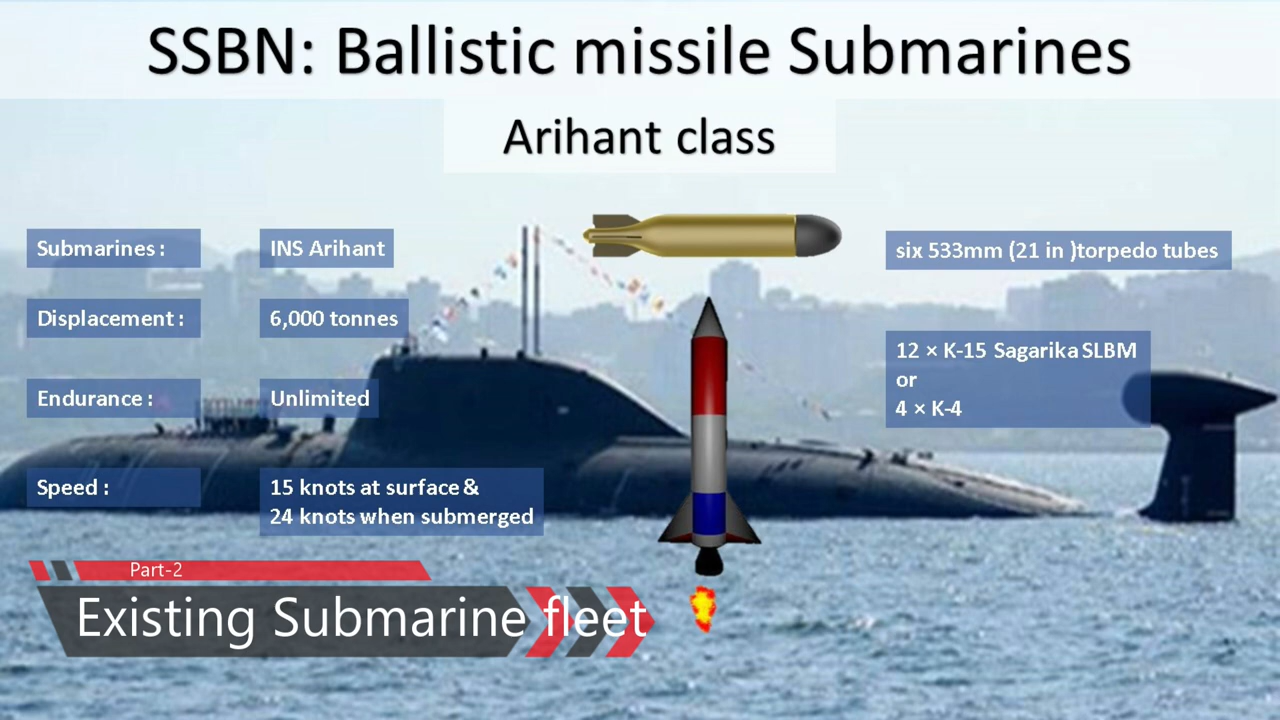 SSBN: Ballistic missile Submarines
Arihant class
Submarines :
INS Arihant
six 533mm (21 in )torpedo tubes
Displacement :
6,000 tonnes
12 × K-15 Sagarika SLBM
or
4 × K-4
Endurance :
Unlimited
Speed :
15 knots at surface &
24 knots when submerged
Part-2
Existing Submarine fleet